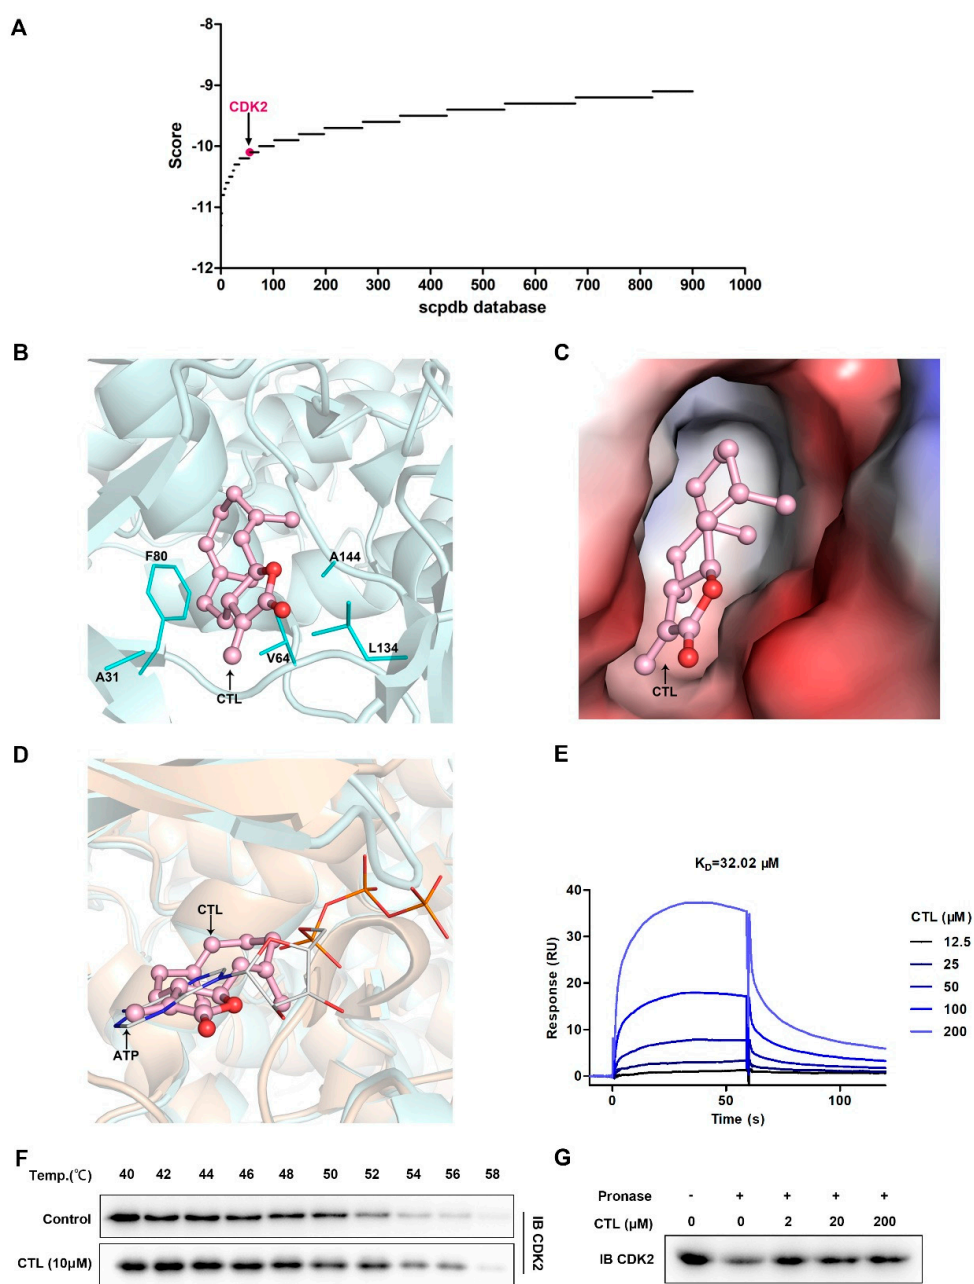 A
-8
-9
-10
-11
-12
Score
CDK2
0 100 200 300 400 500 600 700 800 900 1000
scpdb database
B
F80
A144
A31
V64
L134
CTL
C
CTL
D
CTL
ATP
E
K_D=32.02 μM
40
30
20
10
0
Response (RU)
0 50 100
Time (s)
CTL (μM)
12.5
25
50
100
200
F
Temp.(℃) 40 42 44 46 48 50 52 54 56 58
Control
CTL (10μM)
IB CDK2
G
Pronase - + + + +
CTL (μM) 0 0 2 20 200
IB CDK2